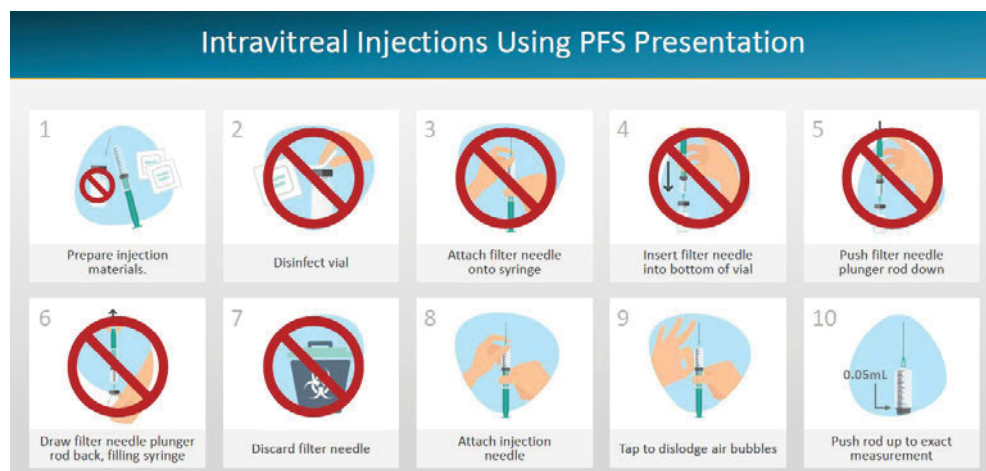 Intravitreal Injections Using PFS Presentation
1
2
3
4
5
Prepare injection
materials.
Disinfect vial
Attach filter needle
onto syringe
Insert filter needle
into bottom of vial
Push filter needle
plunger rod down
6
7
8
9
10
0.05mL
Draw filter needle plunger
rod back, filling syringe
Discard filter needle
Attach injection
needle
Tap to dislodge air bubbles
Push rod up to exact
measurement